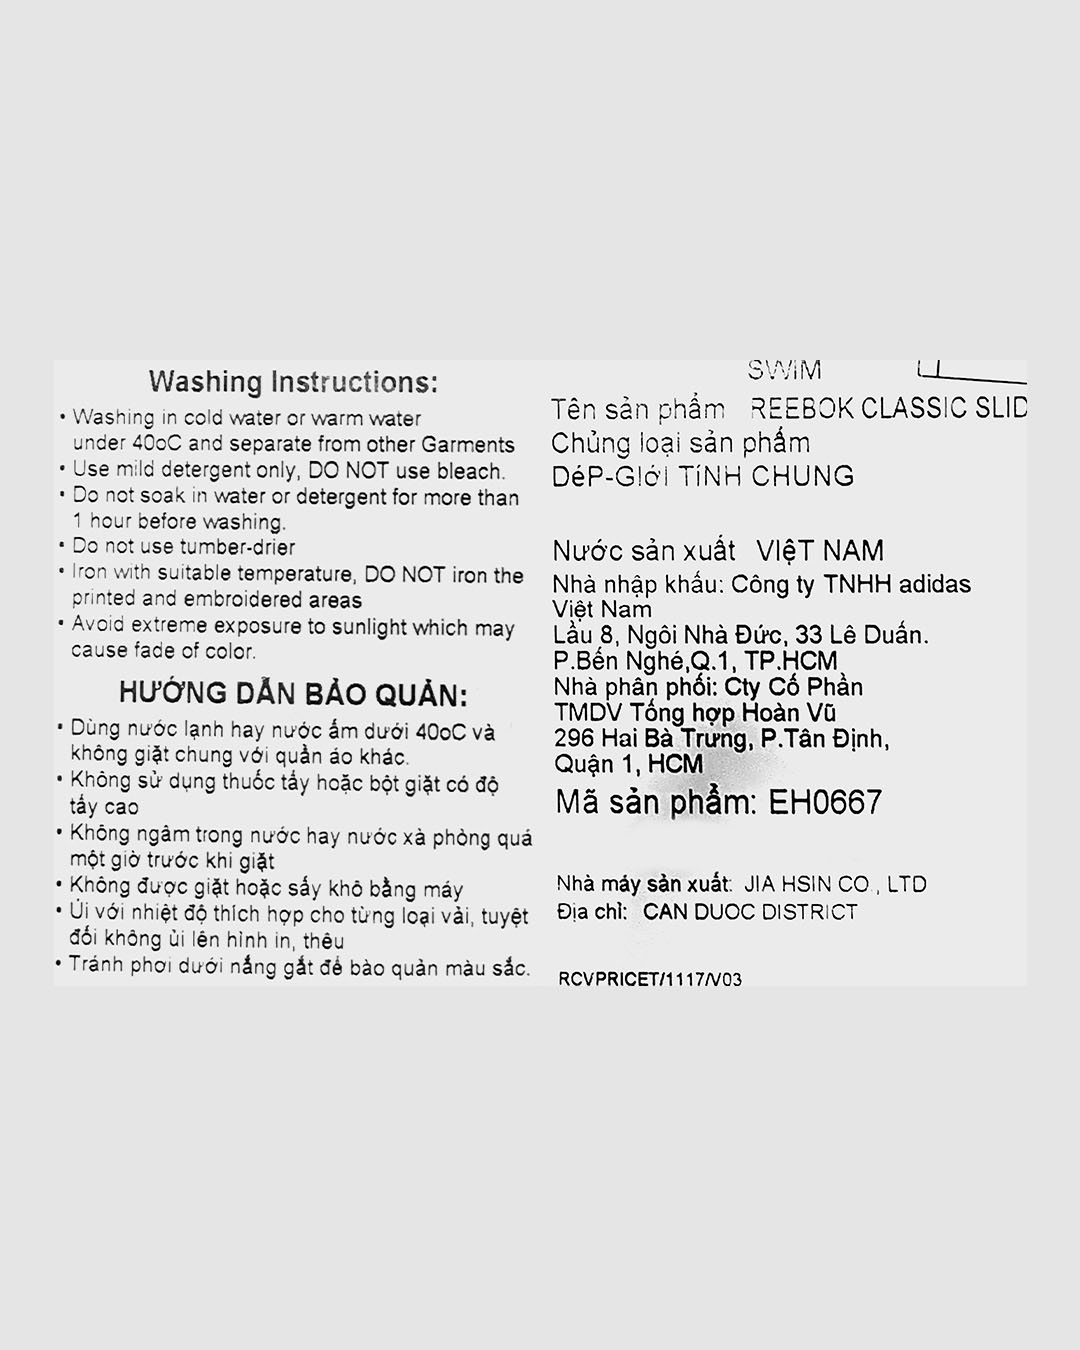 Washing Instructions:
• Washing in cold water or warm water
under 40oC and separate from other Garments
• Use mild detergent only, DO NOT use bleach.
• Do not soak in water or detergent for more than
1 hour before washing.
• Do not use tumber-drier
• Iron with suitable temperature, DO NOT iron the
printed and embroidered areas
• Avoid extreme exposure to sunlight which may
cause fade of color.
HƯỚNG DẪN BẢO QUẢN:
• Dùng nước lạnh hay nước ấm dưới 40oC và
không giặt chung với quần áo khác.
• Không sử dụng thuốc tẩy hoặc bột giặt có độ
tẩy cao
• Không ngâm trong nước hay nước xà phòng quá
một giờ trước khi giặt
• Không được giặt hoặc sấy khô bằng máy
• Ủi với nhiệt độ thích hợp cho từng loại vải, tuyệt
đối không ủi lên hình in, thêu
• Tránh phơi dưới nắng gắt để bảo quản màu sắc.
SWIM
Tên sản phẩm REEBOK CLASSIC SLID
Chủng loại sản phẩm
DéP-GIớI TíNH CHUNG
Nước sản xuất VIệT NAM
Nhà nhập khẩu: Công ty TNHH adidas
Việt Nam
Lầu 8, Ngôi Nhà Đức, 33 Lê Duẩn.
P.Bến Nghé,Q.1, TP.HCM
Nhà phân phối: Cty Cổ Phần
TMDV Tổng hợp Hoàn Vũ
296 Hai Bà Trưng, P.Tân Định,
Quận 1, HCM
Mã sản phẩm: EH0667
Nhà máy sản xuất: JIA HSIN CO., LTD
Địa chỉ: CAN DUOC DISTRICT
RCVPRICET/1117/V03